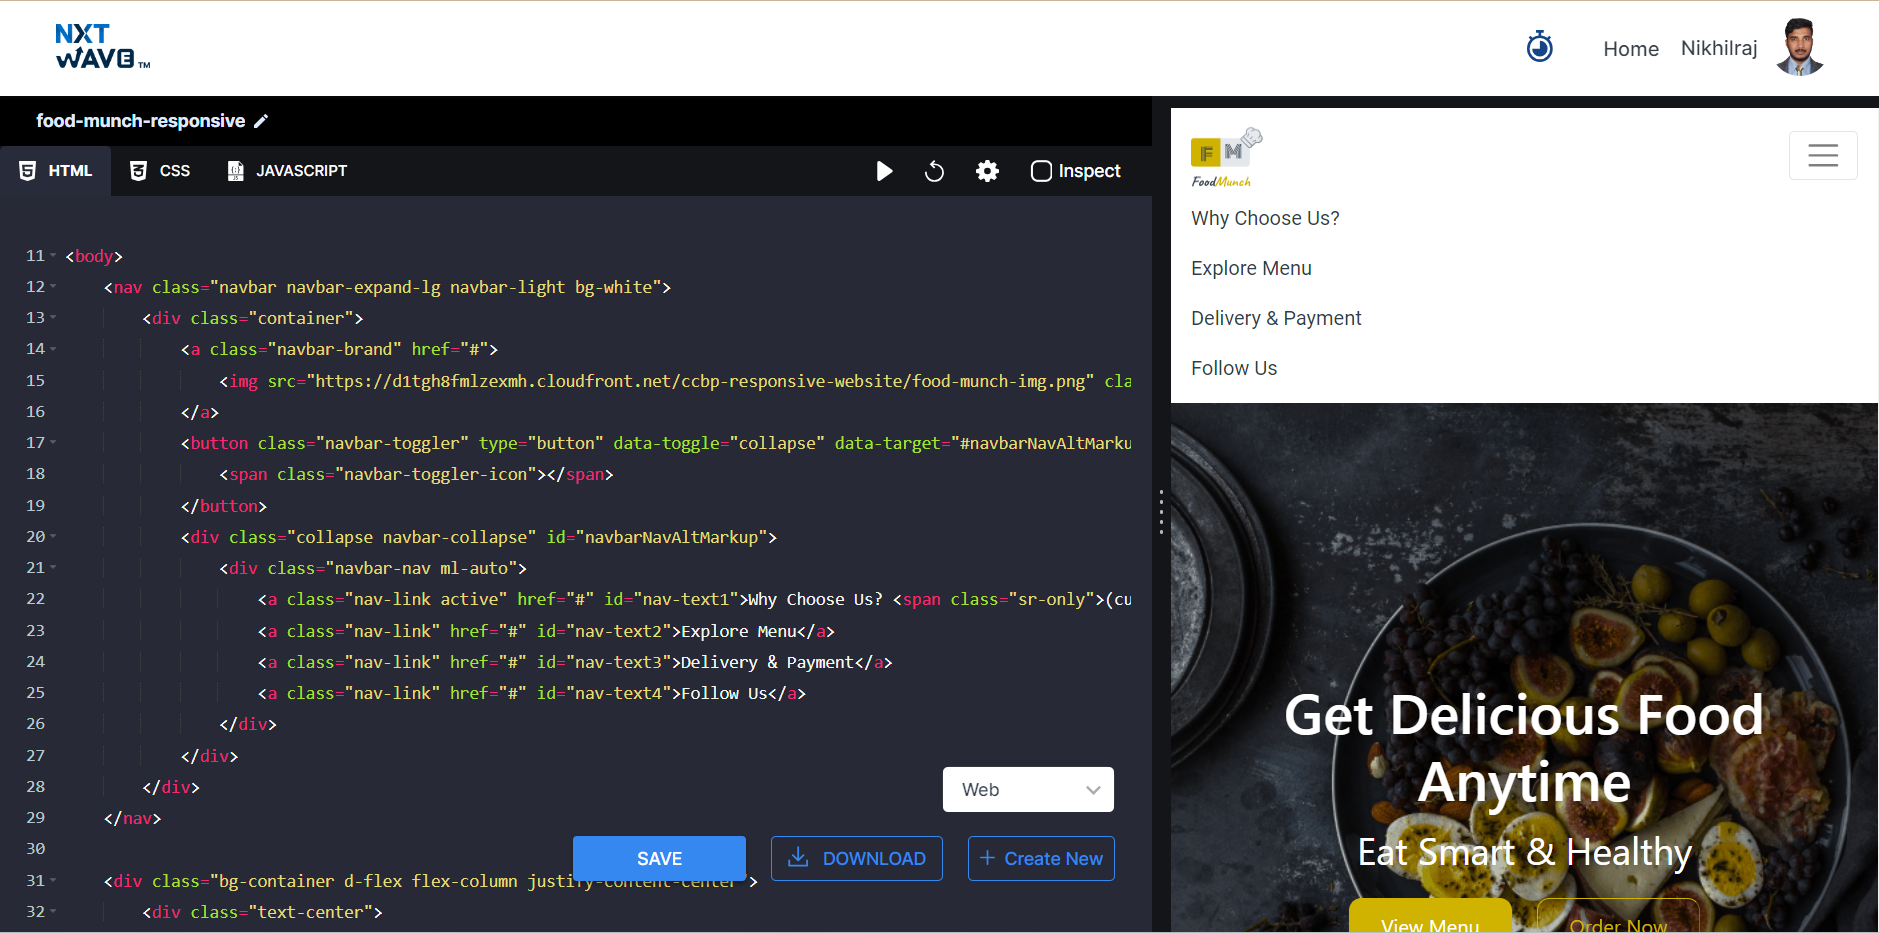 NXT
WAVE TM
Home Nikhilraj
food-munch-responsive
HTML CSS JAVASCRIPT Inspect
11 <body>
12 <nav class="navbar navbar-expand-lg navbar-light bg-white">
13 <div class="container">
14 <a class="navbar-brand" href="#">
15 <img src="https://d1tgh8fmlzexmh.cloudfront.net/ccbp-responsive-website/food-munch-img.png" cla
16 </a>
17 <button class="navbar-toggler" type="button" data-toggle="collapse" data-target="#navbarNavAltMarku
18 <span class="navbar-toggler-icon"></span>
19 </button>
20 <div class="collapse navbar-collapse" id="navbarNavAltMarkup">
21 <div class="navbar-nav ml-auto">
22 <a class="nav-link active" href="#" id="nav-text1">Why Choose Us? <span class="sr-only">(cu
23 <a class="nav-link" href="#" id="nav-text2">Explore Menu</a>
24 <a class="nav-link" href="#" id="nav-text3">Delivery & Payment</a>
25 <a class="nav-link" href="#" id="nav-text4">Follow Us</a>
26 </div>
27 </div>
28 </div>
29 </nav>
30
31 <div class="bg-container d-flex flex-column justify-content-center">
32 <div class="text-center">
Web
SAVE DOWNLOAD + Create New
F M
FoodMunch
Why Choose Us?
Explore Menu
Delivery & Payment
Follow Us
Get Delicious Food
Anytime
Eat Smart & Healthy
View Menu Order Now